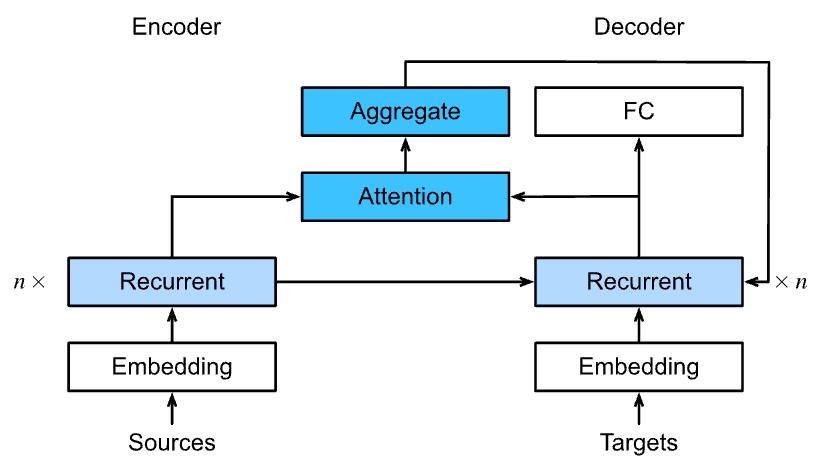 Encoder Decoder
Aggregate FC
Attention
n × Recurrent Recurrent × n
Embedding Embedding
Sources Targets